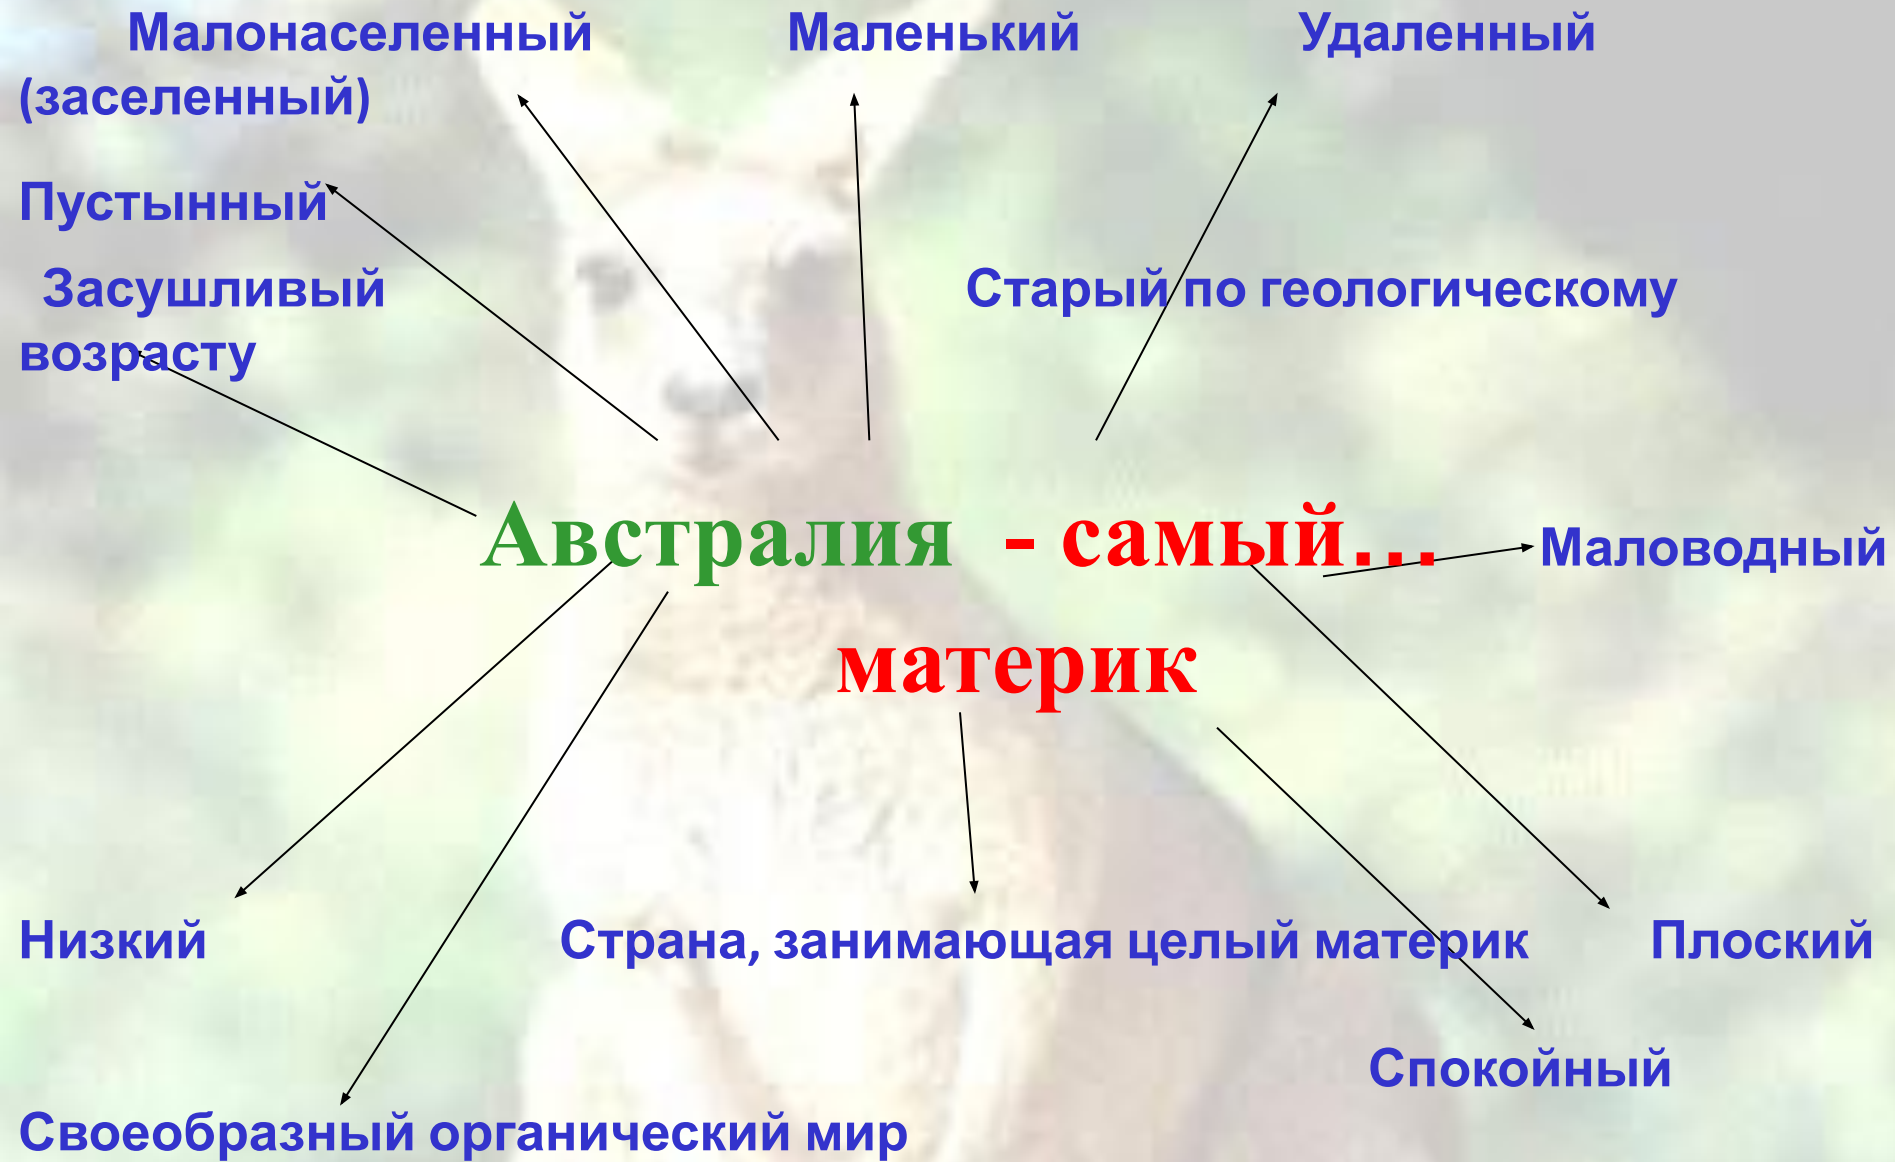 Малонаселенный Маленький Удаленный
(заселенный)
Пустынный
Засушливый Старый по геологическому
возрасту
Австралия - самый...
Маловодный
материк
Низкий Страна, занимающая целый материк Плоский
Спокойный
Своеобразный органический мир